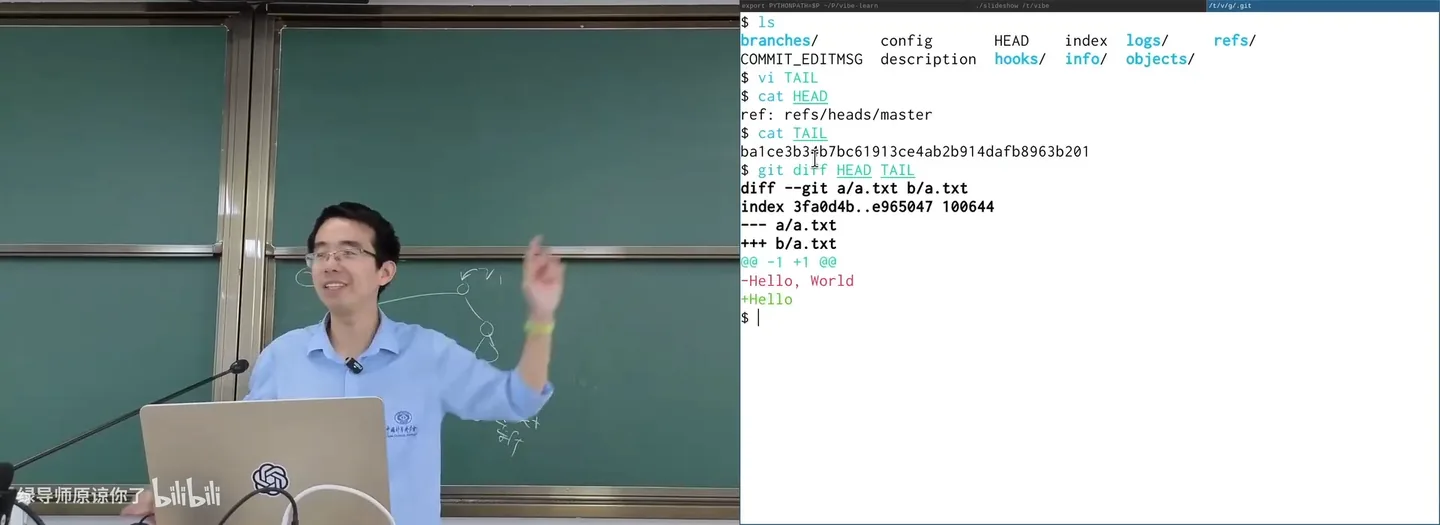 export PYTHONPATH=$P ~/P/vibe-learn
./slideshow /t/vibe
/t/v/g/.git
$ ls
branches/ config HEAD index logs/ refs/
COMMIT_EDITMSG description hooks/ info/ objects/
$ vi TAIL
$ cat HEAD
ref: refs/heads/master
$ cat TAIL
ba1ce3b34b7bc61913ce4ab2b914dafb8963b201
$ git diff HEAD TAIL
diff --git a/a.txt b/a.txt
index 3fa0d4b..e965047 100644
--- a/a.txt
+++ b/a.txt
@@ -1 +1 @@
-Hello, World
+Hello
$
绿导师原谅你了 bilibili